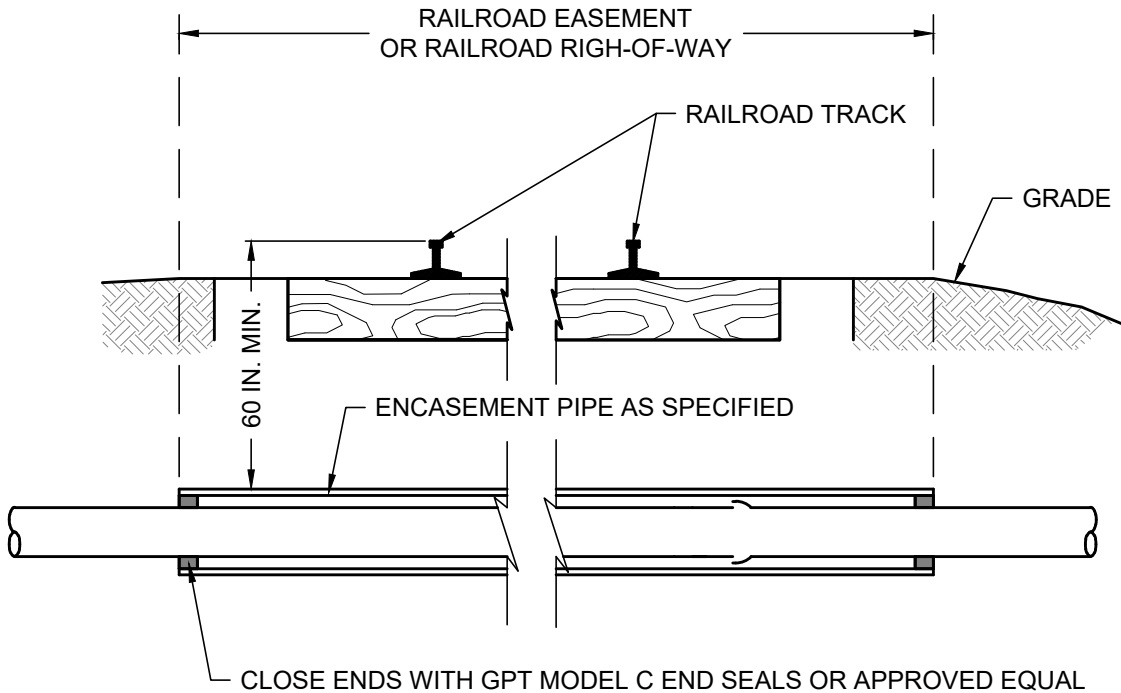 RAILROAD EASEMENT
OR RAILROAD RIGH-OF-WAY
RAILROAD TRACK
GRADE
60 IN. MIN.
ENCASEMENT PIPE AS SPECIFIED
CLOSE ENDS WITH GPT MODEL C END SEALS OR APPROVED EQUAL